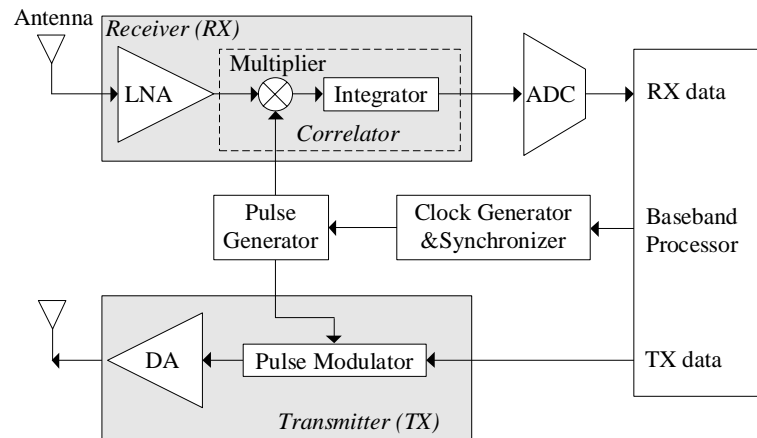 Antenna
Receiver (RX)
Multiplier
LNA
Integrator
Correlator
ADC
RX data
Pulse
Generator
Clock Generator
&Synchronizer
Baseband
Processor
DA
Pulse Modulator
TX data
Transmitter (TX)